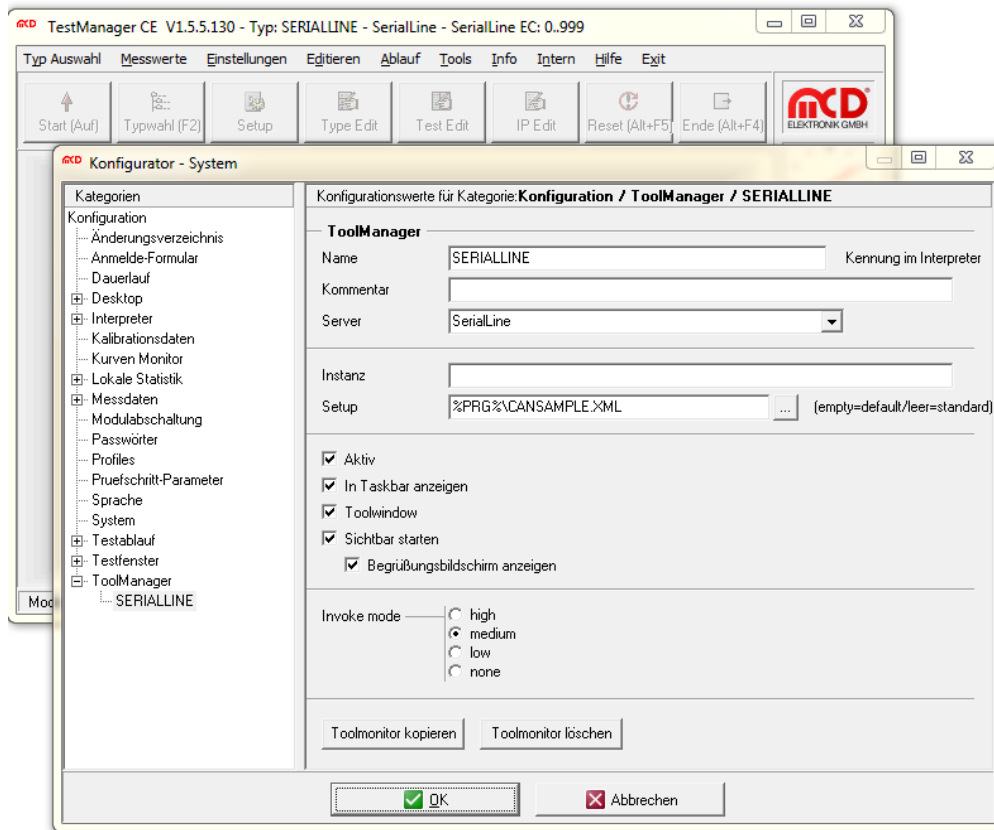 MCD TestManager CE V1.5.5.130 - Typ: SERIALLINE - SerialLine - SerialLine EC: 0..999
Typ Auswahl Messwerte Einstellungen Editieren Ablauf Tools Info Intern Hilfe Exit
Start (Auf) Typwahl (F2) Setup Type Edit Test Edit IP Edit Reset (Alt+F5) Ende (Alt+F4)
MCD
ELEKTRONIK GMBH
MCD Konfigurator - System
Kategorien
Konfiguration
Änderungsverzeichnis
Anmelde-Formular
Dauerlauf
Desktop
Interpreter
Kalibrationsdaten
Kurven Monitor
Lokale Statistik
Messdaten
Modulabschaltung
Passwörter
Profiles
Pruefschritt-Parameter
Sprache
System
Testablauf
Testfenster
ToolManager
SERIALLINE
Konfigurationswerte für Kategorie:Konfiguration / ToolManager / SERIALLINE
ToolManager
Name SERIALLINE Kennung im Interpreter
Kommentar
Server SerialLine
Instanz
Setup %PRG%\CANSAMPLE.XML ... (empty=default/leer=standard)
Aktiv
In Taskbar anzeigen
Toolwindow
Sichtbar starten
Begrüßungsbildschirm anzeigen
Invoke mode
high
medium
low
none
Toolmonitor kopieren Toolmonitor löschen
OK Abbrechen